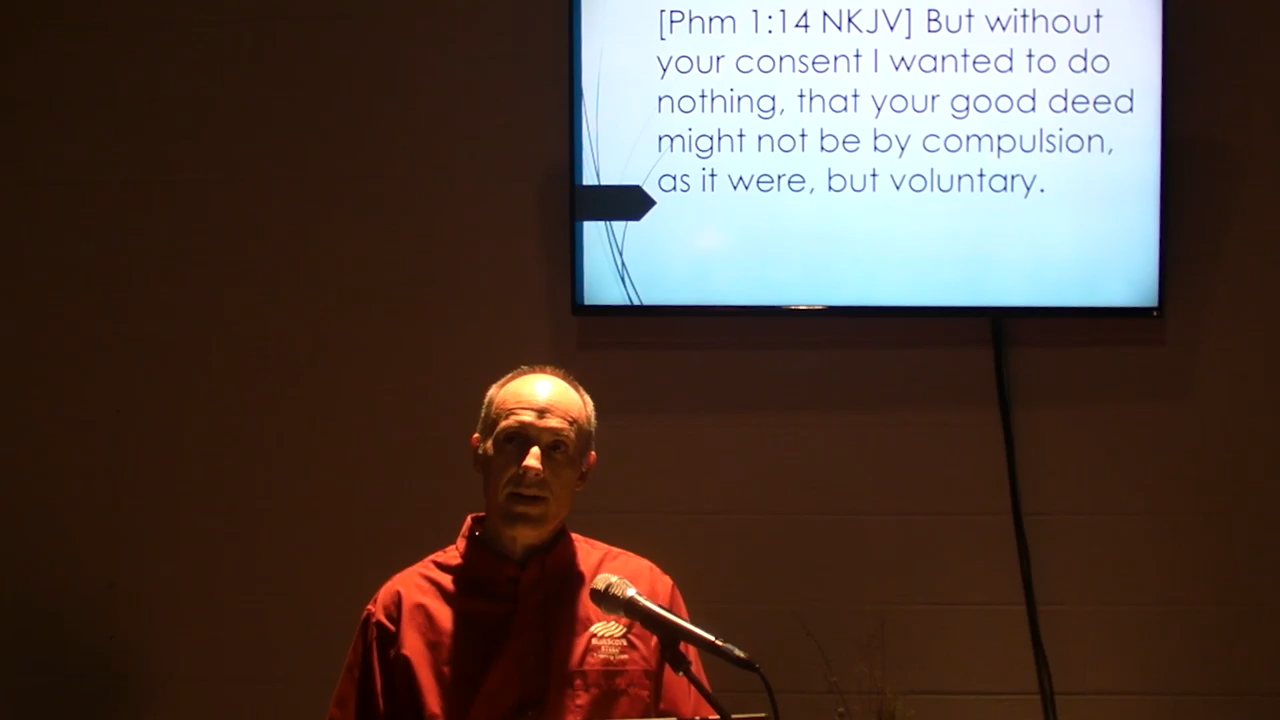 [Phm 1:14 NKJV] But without
your consent I wanted to do
nothing, that your good deed
might not be by compulsion,
as it were, but voluntary.